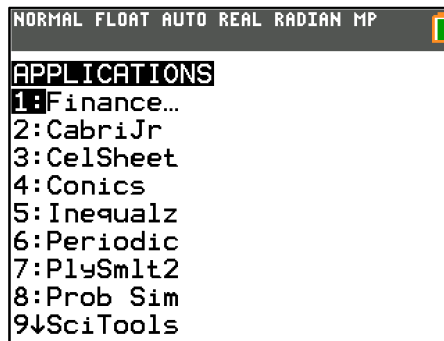 NORMAL FLOAT AUTO REAL RADIAN MP
APPLICATIONS
1:Finance…
2:CabriJr
3:CelSheet
4:Conics
5:Inequalz
6:Periodic
7:PlySmlt2
8:Prob Sim
9↓SciTools